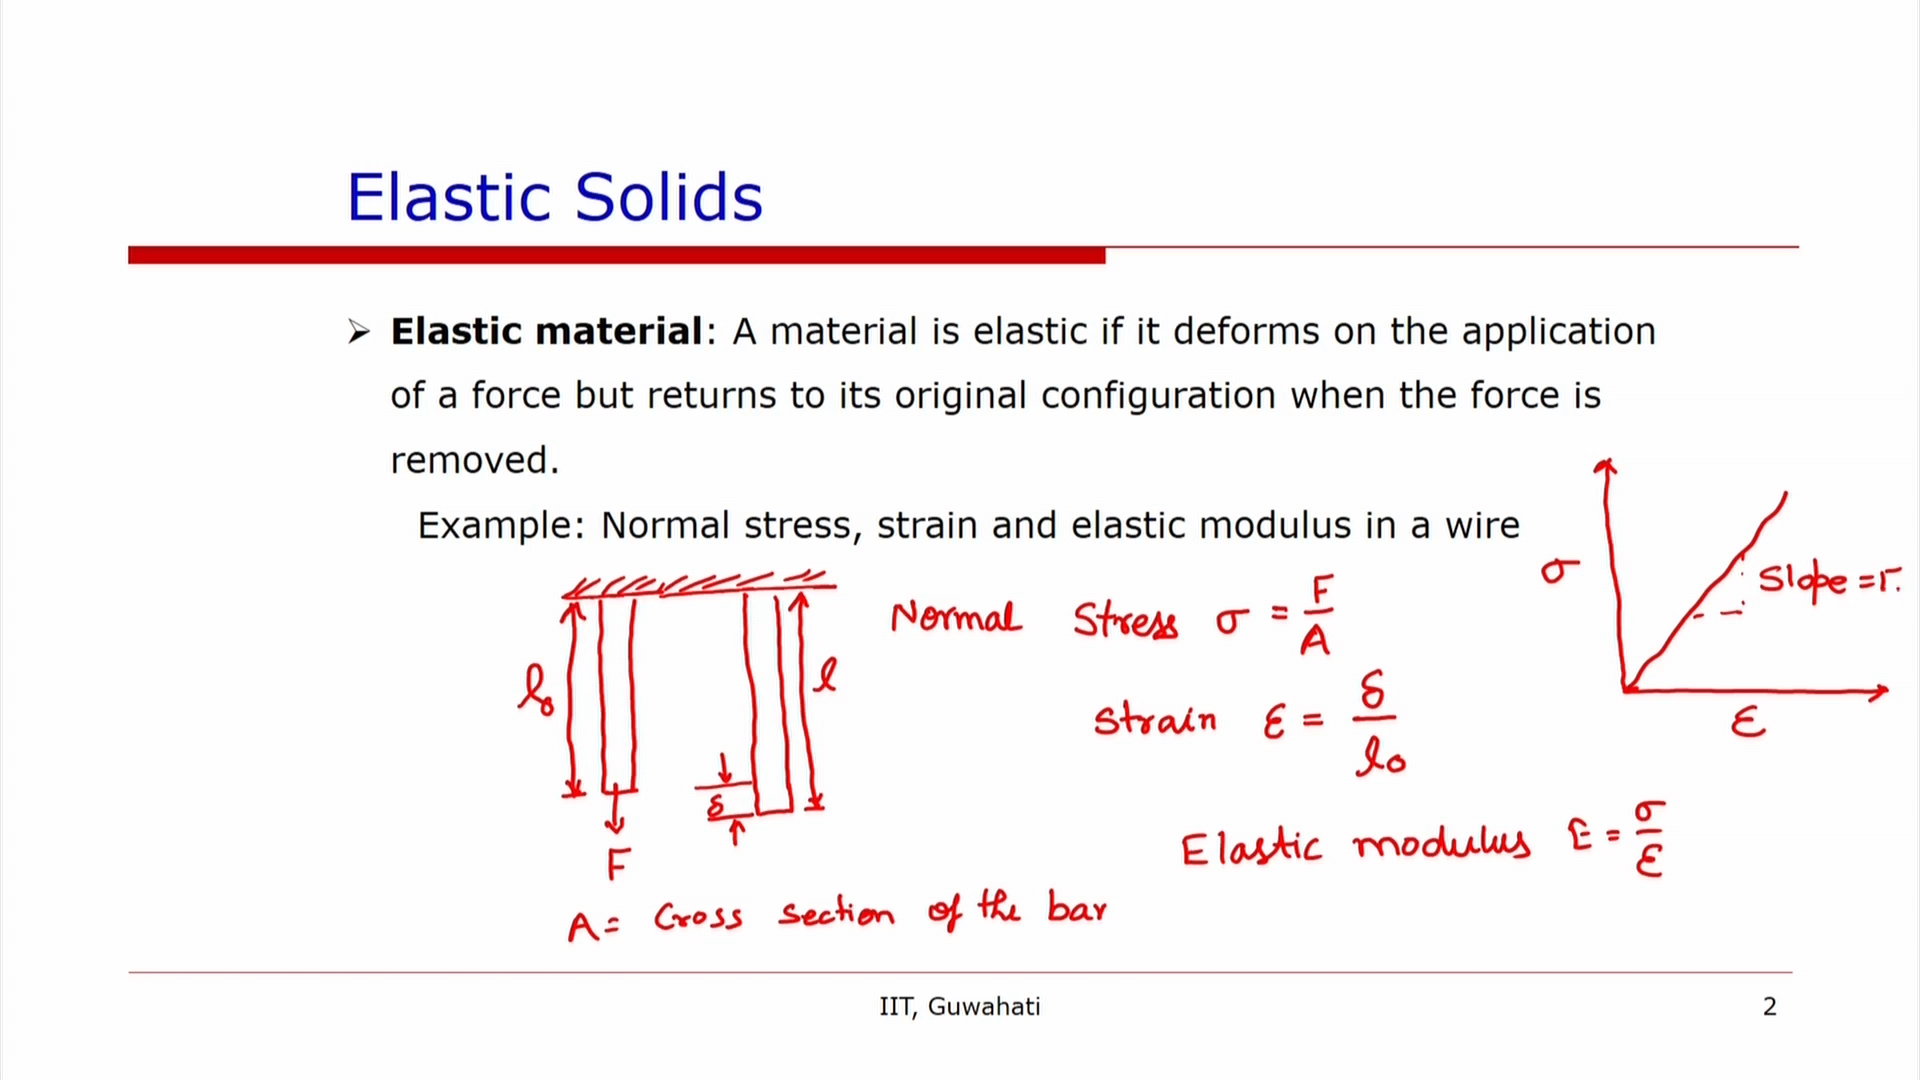 Elastic Solids
➢ Elastic material: A material is elastic if it deforms on the application
of a force but returns to its original configuration when the force is
removed.
Example: Normal stress, strain and elastic modulus in a wire
l₀
F
δ
l
A = Cross section of the bar
Normal Stress σ = F/A
Strain ε = δ/l₀
Elastic modulus E = σ/ε
σ
Slope =
ε
IIT, Guwahati
2